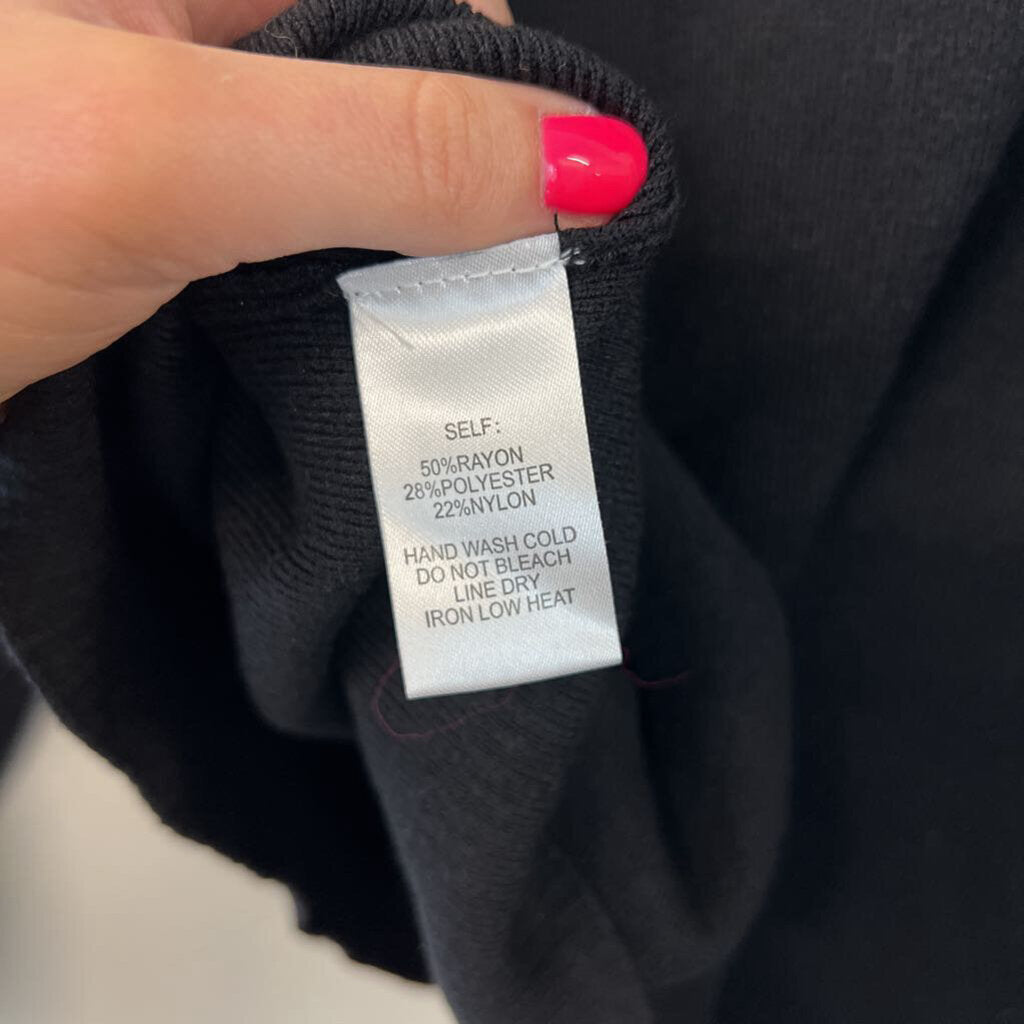 SELF:
50%RAYON
28%POLYESTER
22%NYLON
HAND WASH COLD
DO NOT BLEACH
LINE DRY
IRON LOW HEAT